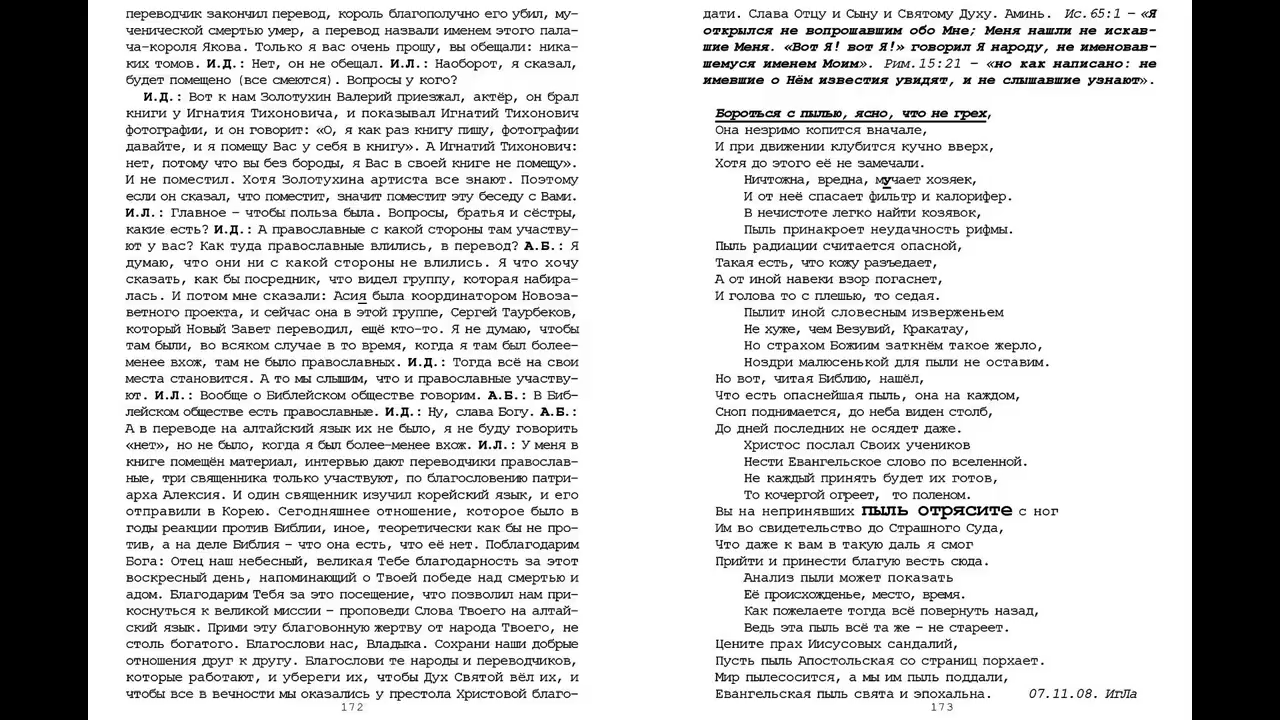 переводчик закончил перевод, король благополучно его убил, му-
ченической смертью умер, а перевод назвали именем этого пала-
ча-короля Якова. Только я вас очень прошу, вы обещали: ника-
ких томов. И.Д.: Нет, он не обещал. И.Л.: Наоборот, я сказал,
будет помещено (все смеются). Вопросы у кого?
И.Д.: Вот к нам Золотухин Валерий приезжал, актёр, он брал
книги у Игнатия Тихоновича, и показывал Игнатий Тихонович
фотографии, и он говорит: «О, я как раз книгу пишу, фотографии
давайте, и я помещу Вас у себя в книгу». А Игнатий Тихонович:
нет, потому что вы без бороды, я Вас в своей книге не помещу».
И не поместил. Хотя Золотухина артиста все знают. Поэтому
если он сказал, что поместит, значит поместит эту беседу с Вами.
И.Л.: Главное – чтобы польза была. Вопросы, братья и сёстры,
какие есть? И.Д.: А православные с какой стороны там участву-
ют у вас? Как туда православные влились, в перевод? А.Б.: Я
думаю, что они ни с какой стороны не влились. Я что хочу
сказать, как бы посредник, что видел группу, которая набира-
лась. И потом мне сказали: Асия была координатором Новоза-
ветного проекта, и сейчас она в этой группе, Сергей Таурбеков,
который Новый Завет переводил, ещё кто-то. Я не думаю, чтобы
там были, во всяком случае в то время, когда я там был более-
менее вхож, там не было православных. И.Д.: Тогда всё на свои
места становится. А то мы слышим, что и православные участву-
ют. И.Л.: Вообще о Библейском обществе говорим. А.Б.: В Биб-
лейском обществе есть православные. И.Д.: Ну, слава Богу. А.Б.:
А в переводе на алтайский язык их не было, я не буду говорить
«нет», но не было, когда я был более-менее вхож. И.Л.: У меня в
книге помещён материал, интервью дают переводчики православ-
ные, три священника только участвуют, по благословению патри-
арха Алексия. И один священник изучил корейский язык, и его
отправили в Корею. Сегодняшнее отношение, которое было в
годы реакции против Библии, иное, теоретически как бы не про-
тив, а на деле Библия – что она есть, что её нет. Поблагодарим
Бога: Отец наш небесный, великая Тебе благодарность за этот
воскресный день, напоминающий о Твоей победе над смертью и
адом. Благодарим Тебя за это посещение, что позволил нам при-
коснуться к великой миссии – проповеди Слова Твоего на алтай-
ский язык. Прими эту благовонную жертву от народа Твоего, не
столь богатого. Благослови нас, Владыка. Сохрани наши добрые
отношения друг к другу. Благослови те народы и переводчиков,
которые работают, и убереги их, чтобы Дух Святой вёл их, и
чтобы все в вечности мы оказались у престола Христовой благо-
172
дати. Слава Отцу и Сыну и Святому Духу. Аминь. Ис.65:1 – «Я
открылся не вопрошавшим обо Мне; Меня нашли не искав-
шие Меня. «Вот Я! вот Я!» говорил Я народу, не именовав-
шемуся именем Моим». Рим.15:21 – «но как написано: не
имевшие о Нём известия увидят, и не слышавшие узнают».
Бороться с пылью, ясно, что не грех,
Она незримо копится вначале,
И при движении клубится кучно вверх,
Хотя до этого её не замечали.
Ничтожна, вредна, мучает хозяек,
И от неё спасает фильтр и калорифер.
В нечистоте легко найти козявок,
Пыль принакроет неудачность рифмы.
Пыль радиации считается опасной,
Такая есть, что кожу разъедает,
А от иной навеки взор погаснет,
И голова то с плешью, то седая.
Пылит иной словесным изверженьем
Не хуже, чем Везувий, Кракатау,
Но страхом Божиим заткнём такое жерло,
Ноздри малюсенькой для пыли не оставим.
Но вот, читая Библию, нашёл,
Что есть опаснейшая пыль, она на каждом,
Сноп поднимается, до неба виден столб,
До дней последних не осядет даже.
Христос послал Своих учеников
Нести Евангельское слово по вселенной.
Не каждый принять будет их готов,
То кочергой огреет, то поленом.
Вы на непринявших пыль отрясите с ног
Им во свидетельство до Страшного Суда,
Что даже к вам в такую даль я смог
Прийти и принести благую весть сюда.
Анализ пыли может показать
Её происхожденье, место, время.
Как пожелаете тогда всё повернуть назад,
Ведь эта пыль всё та же – не стареет.
Цените прах Иисусовых сандалий,
Пусть пыль Апостольская со страниц порхает.
Мир пылесосится, а мы им пыль поддали,
Евангельская пыль свята и эпохальна. 07.11.08. ИгЛа
173